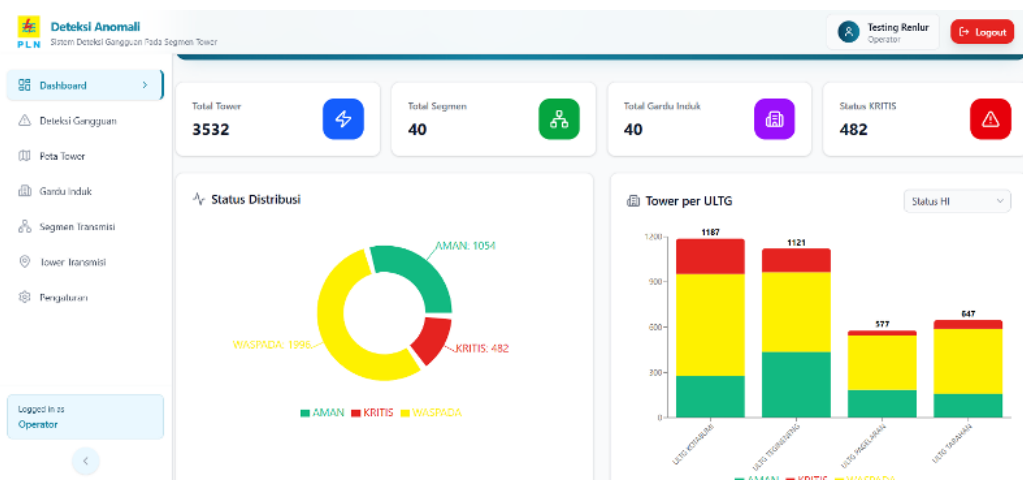 PLN
Deteksi Anomali
Sistem Deteksi Gangguan Pada Segmen Tower
Testing Renlur
Operator
Logout
Dashboard
Deteksi Gangguan
Peta Tower
Gardu Induk
Segmen Transmisi
Tower Transmisi
Pengaturan
Logged in as
Operator
Total Tower
3532
Total Segmen
40
Total Gardu Induk
40
Status KRITIS
482
Status Distribusi
AMAN: 1054
WASPADA: 1996
KRITIS: 482
AMAN KRITIS WASPADA
Tower per ULTG
Status HI
1200
900
600
300
0
1187
1121
577
647
ULTG KOTABUMI
ULTG TEGINENENG
ULTG PAGELARAN
ULTG TARAHAN
AMAN KRITIS WASPADA